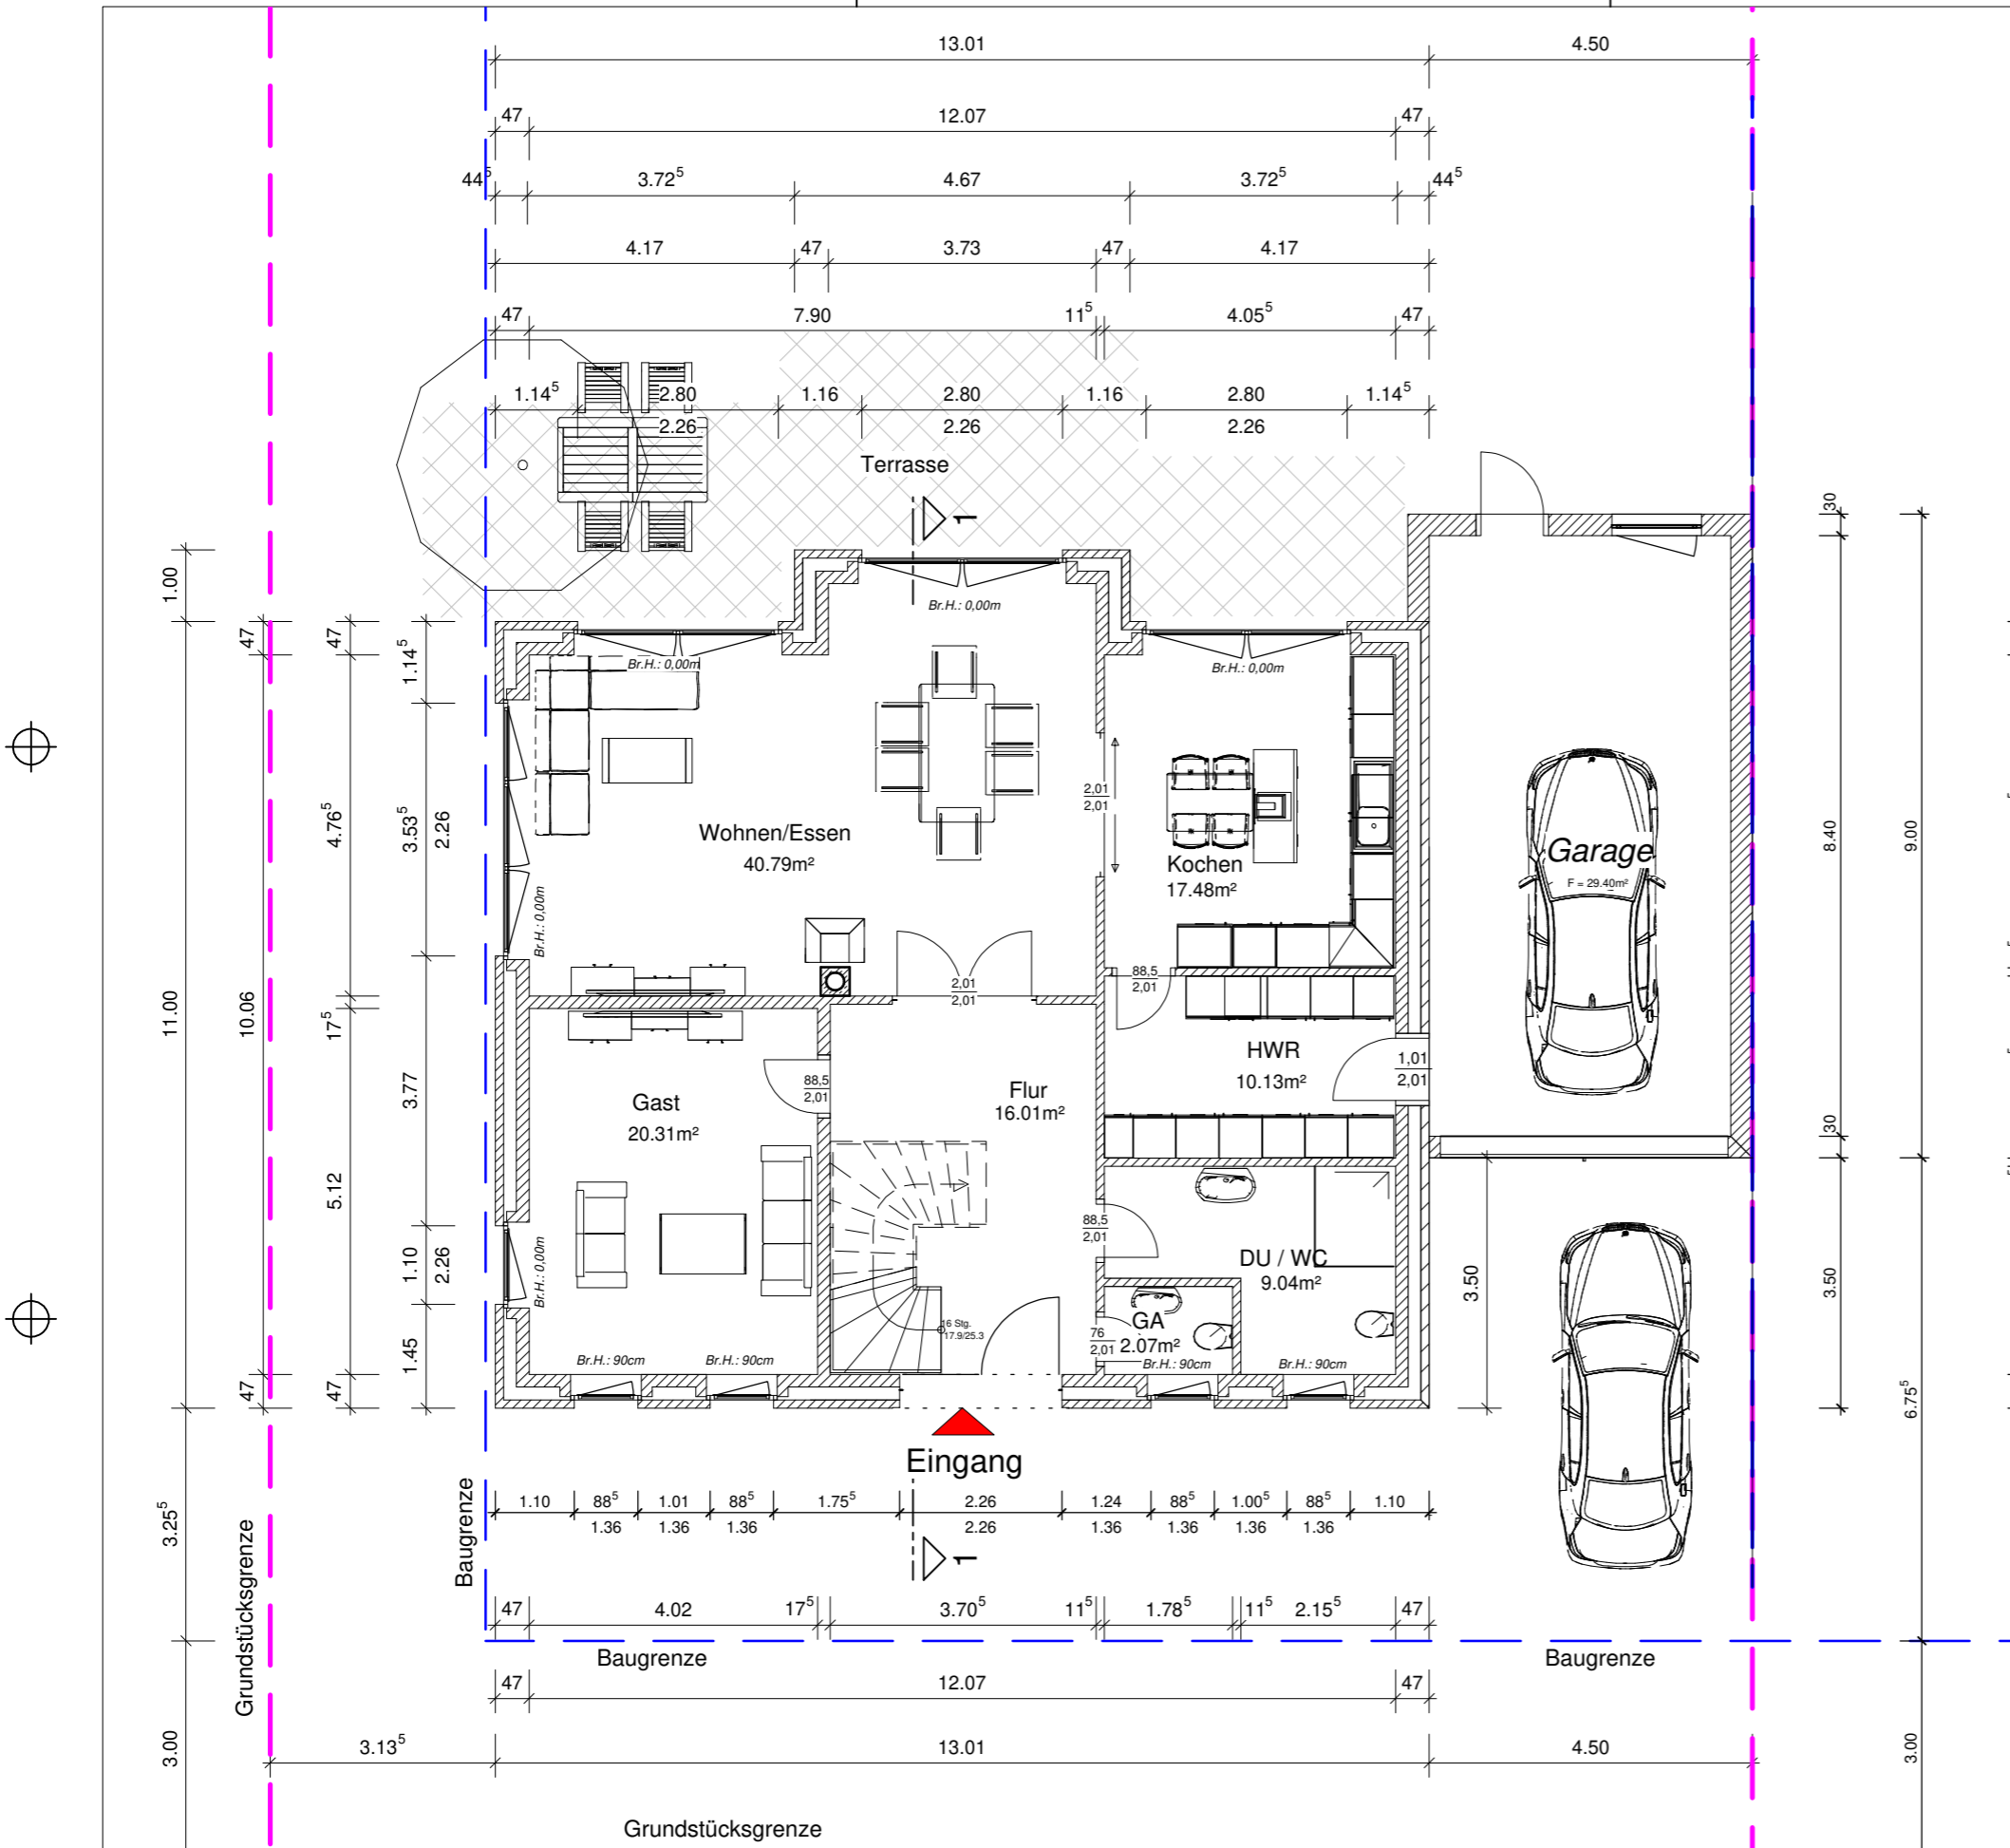 13.01 4.50
47 12.07 47
44⁵ 3.72⁵ 4.67 3.72⁵ 44⁵
4.17 47 3.73 47 4.17
47 7.90 11⁵ 4.05⁵ 47
1.14⁵ 2.80 1.16 2.80 1.16 2.80 1.14⁵
2.26 2.26 2.26
Terrasse
1
30
1.00
Br.H.: 0,00m
47 47 1.14⁵
Br.H.: 0,00m
Br.H.: 0,00m
11.00
10.06
4.76⁵
3.53⁵
2.26
Br.H.: 0,00m
Wohnen/Essen
40.79m²
2,01
2,01
Kochen
17.48m²
Garage
F = 29.40m²
8.40
9.00
2,01
2,01
88,5
2,01
17⁵
3.77
5.12
Gast
20.31m²
88,5
2,01
Flur
16.01m²
HWR
10.13m²
1,01
2,01
30
1.10
2.26
Br.H.: 0,00m
88,5
2,01
DU / WC
9.04m²
3.50
3.50
16 Stg.
17.9/25.3
GA
2.07m²
76
2,01
1.45
47 47
Br.H.: 90cm Br.H.: 90cm Br.H.: 90cm Br.H.: 90cm
6.75⁵
Eingang
3.25⁵
Grundstücksgrenze
Baugrenze
1.10 88⁵ 1.01 88⁵ 1.75⁵ 2.26 1.24 88⁵ 1.00⁵ 88⁵ 1.10
1.36 1.36 1.36 2.26 1.36 1.36 1.36 1.36
1
47 4.02 17⁵ 3.70⁵ 11⁵ 1.78⁵ 11⁵ 2.15⁵ 47
Baugrenze Baugrenze
47 12.07 47
3.00
3.13⁵ 13.01 4.50
3.00
Grundstücksgrenze